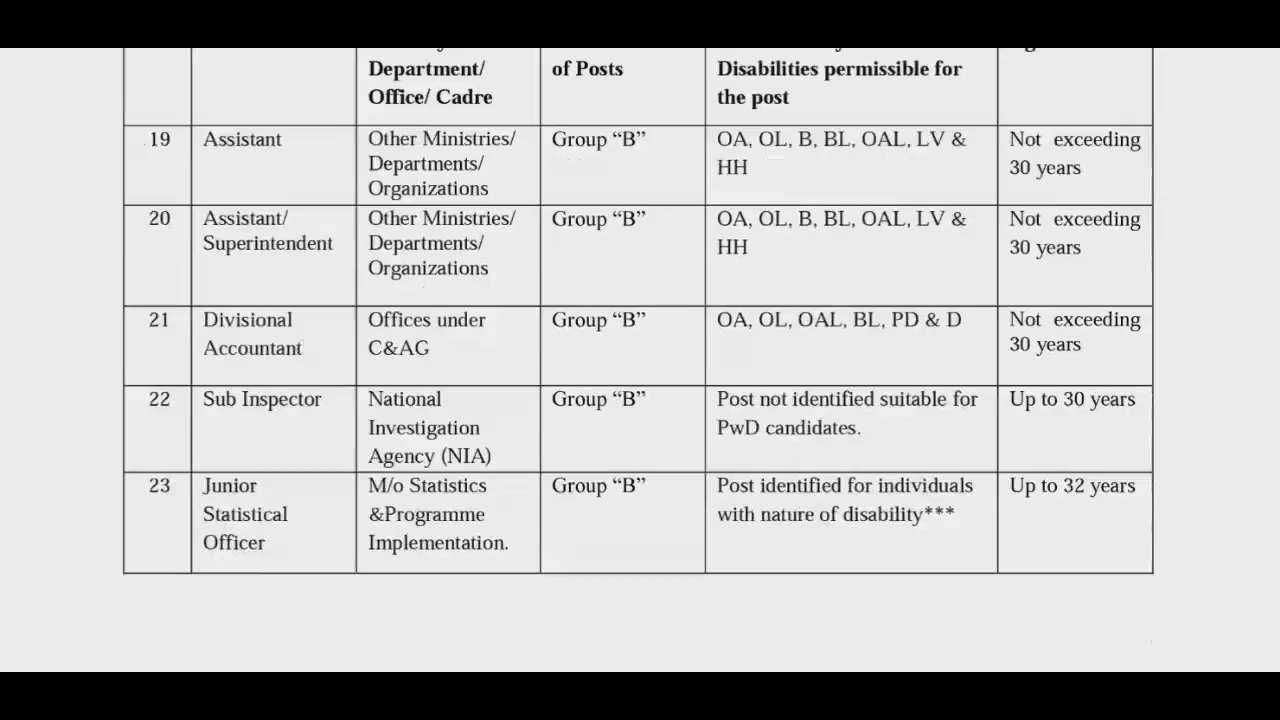 Department/ of Posts Disabilities permissible for
Office/ Cadre the post
19 Assistant Other Ministries/ Group “B” OA, OL, B, BL, OAL, LV & Not exceeding
Departments/ HH 30 years
Organizations
20 Assistant/ Other Ministries/ Group “B” OA, OL, B, BL, OAL, LV & Not exceeding
Superintendent Departments/ HH 30 years
Organizations
21 Divisional Offices under Group “B” OA, OL, OAL, BL, PD & D Not exceeding
Accountant C&AG 30 years
22 Sub Inspector National Group “B” Post not identified suitable for Up to 30 years
Investigation PwD candidates.
Agency (NIA)
23 Junior M/o Statistics Group “B” Post identified for individuals Up to 32 years
Statistical &Programme with nature of disability***
Officer Implementation.